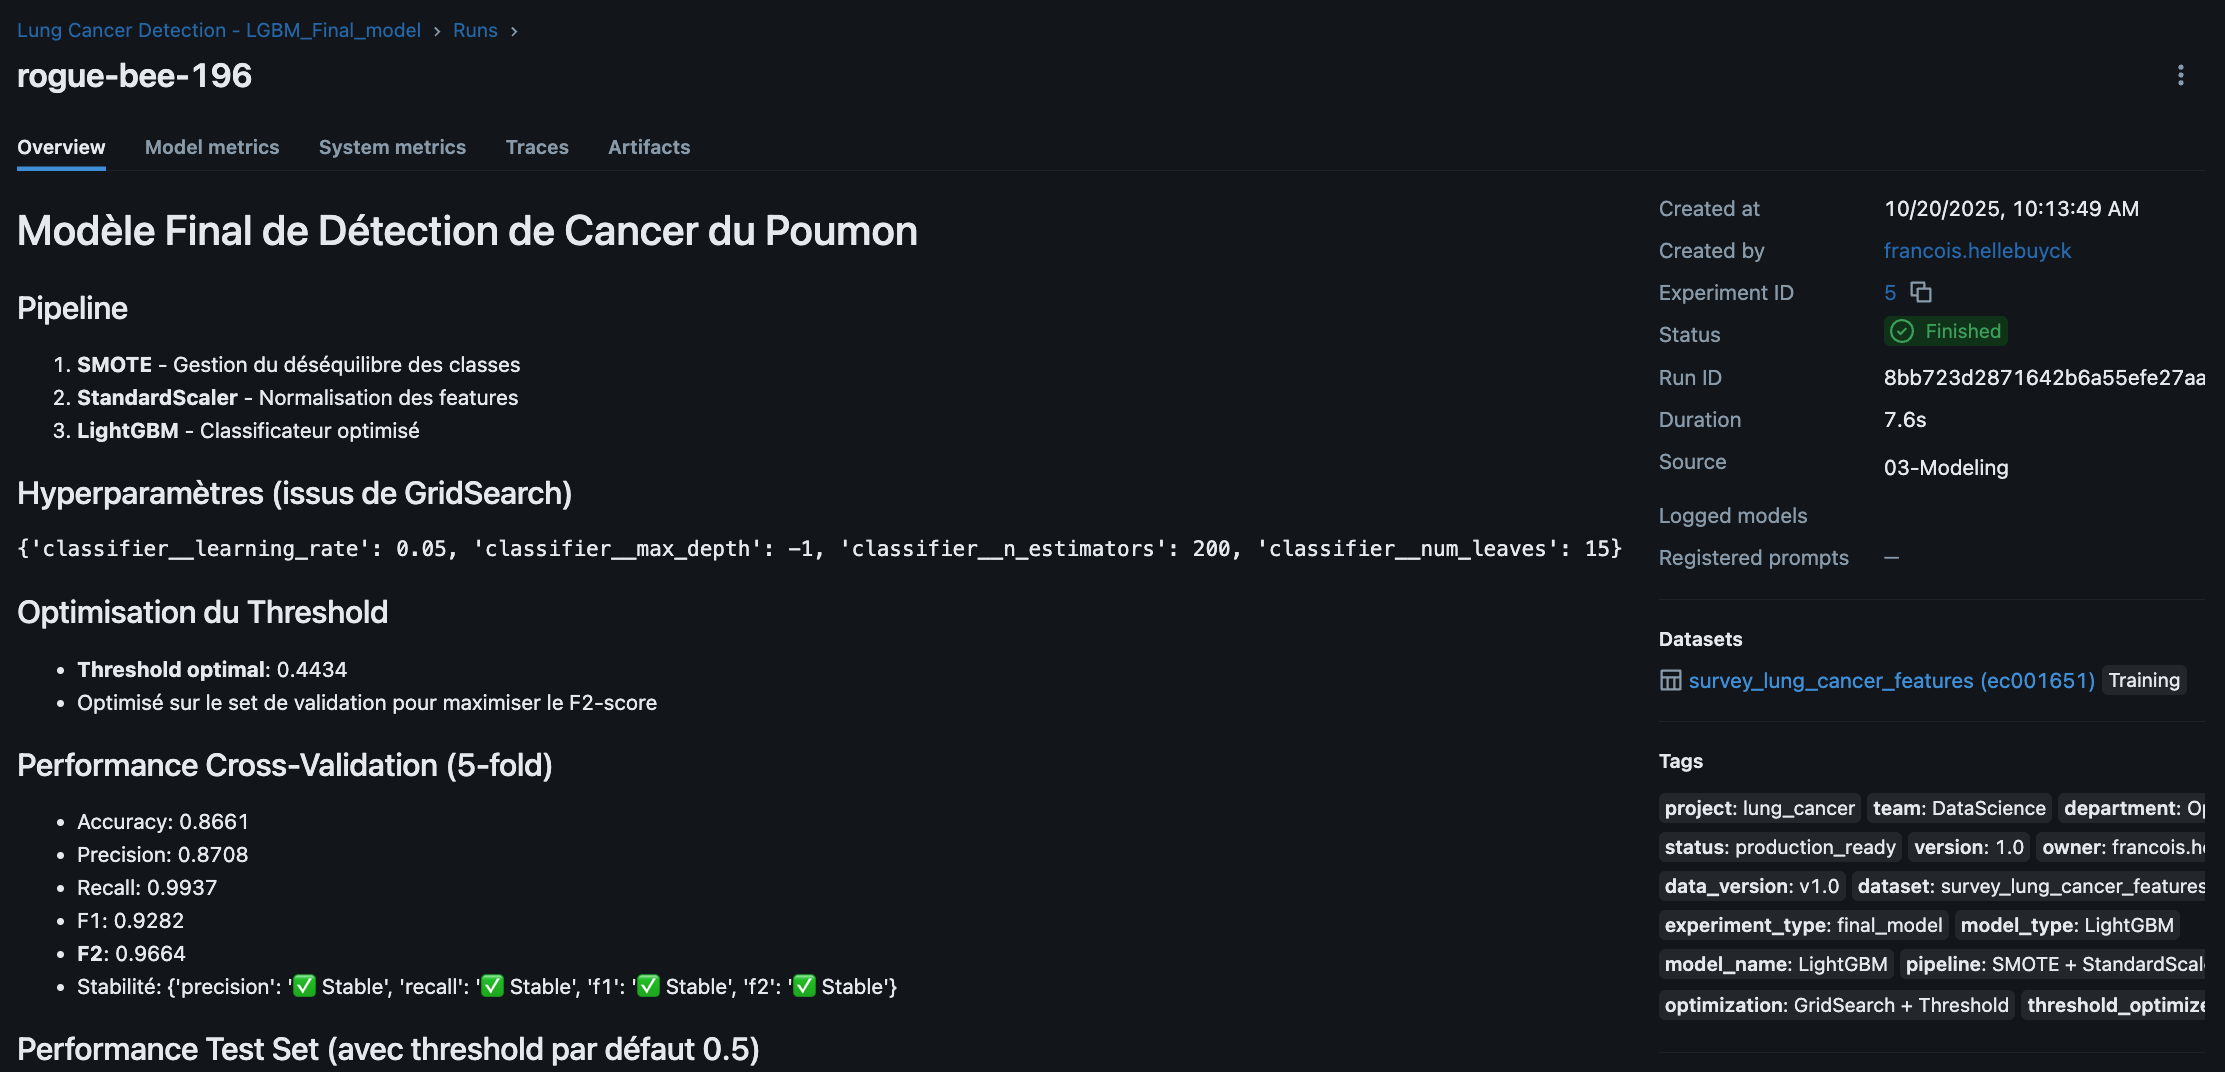 Lung Cancer Detection - LGBM_Final_model › Runs ›
rogue-bee-196
Overview Model metrics System metrics Traces Artifacts
Modèle Final de Détection de Cancer du Poumon
Pipeline
1. SMOTE - Gestion du déséquilibre des classes
2. StandardScaler - Normalisation des features
3. LightGBM - Classificateur optimisé
Hyperparamètres (issus de GridSearch)
{'classifier__learning_rate': 0.05, 'classifier__max_depth': -1, 'classifier__n_estimators': 200, 'classifier__num_leaves': 15}
Optimisation du Threshold
• Threshold optimal: 0.4434
• Optimisé sur le set de validation pour maximiser le F2-score
Performance Cross-Validation (5-fold)
• Accuracy: 0.8661
• Precision: 0.8708
• Recall: 0.9937
• F1: 0.9282
• F2: 0.9664
• Stabilité: {'precision': '✅ Stable', 'recall': '✅ Stable', 'f1': '✅ Stable', 'f2': '✅ Stable'}
Performance Test Set (avec threshold par défaut 0.5)
Created at 10/20/2025, 10:13:49 AM
Created by francois.hellebuyck
Experiment ID 5
Status Finished
Run ID 8bb723d2871642b6a55efe27aa
Duration 7.6s
Source 03-Modeling
Logged models
Registered prompts —
Datasets
survey_lung_cancer_features (ec001651) Training
Tags
project: lung_cancer team: DataScience department: Op
status: production_ready version: 1.0 owner: francois.he
data_version: v1.0 dataset: survey_lung_cancer_features
experiment_type: final_model model_type: LightGBM
model_name: LightGBM pipeline: SMOTE + StandardScal
optimization: GridSearch + Threshold threshold_optimize